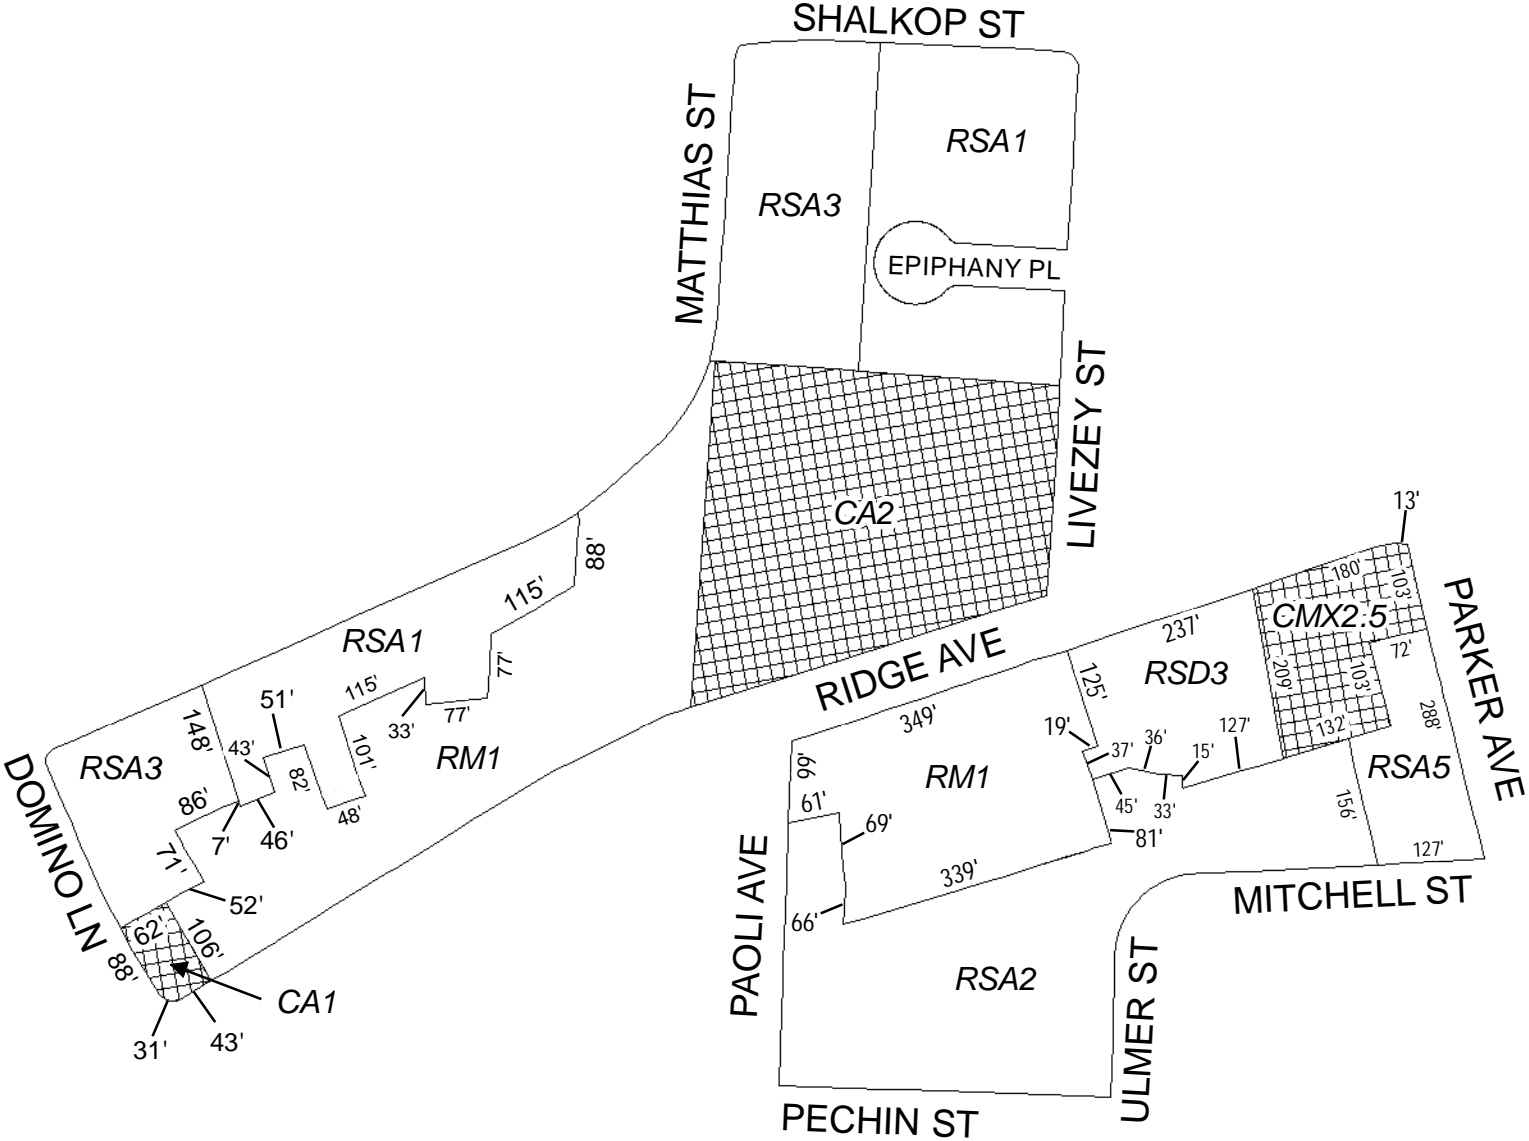 SHALKOP ST
MATTHIAS ST
RSA1
RSA3
EPIPHANY PL
LIVEZEY ST
CA2
RIDGE AVE
88'
115'
RSA1
77'
115'
33'
77'
RM1
51'
148'
43'
82'
101'
48'
RSA3
86'
7'
46'
71'
52'
DOMINO LN
62'
106'
88'
CA1
31'
43'
13'
180'
103'
CMX2.5
PARKER AVE
237'
72'
RSD3
209'
103'
125'
349'
288'
132'
19'
37'
36'
15'
127'
RSA5
99'
RM1
45'
33'
156'
61'
69'
81'
127'
339'
PAOLI AVE
66'
MITCHELL ST
RSA2
ULMER ST
PECHIN ST